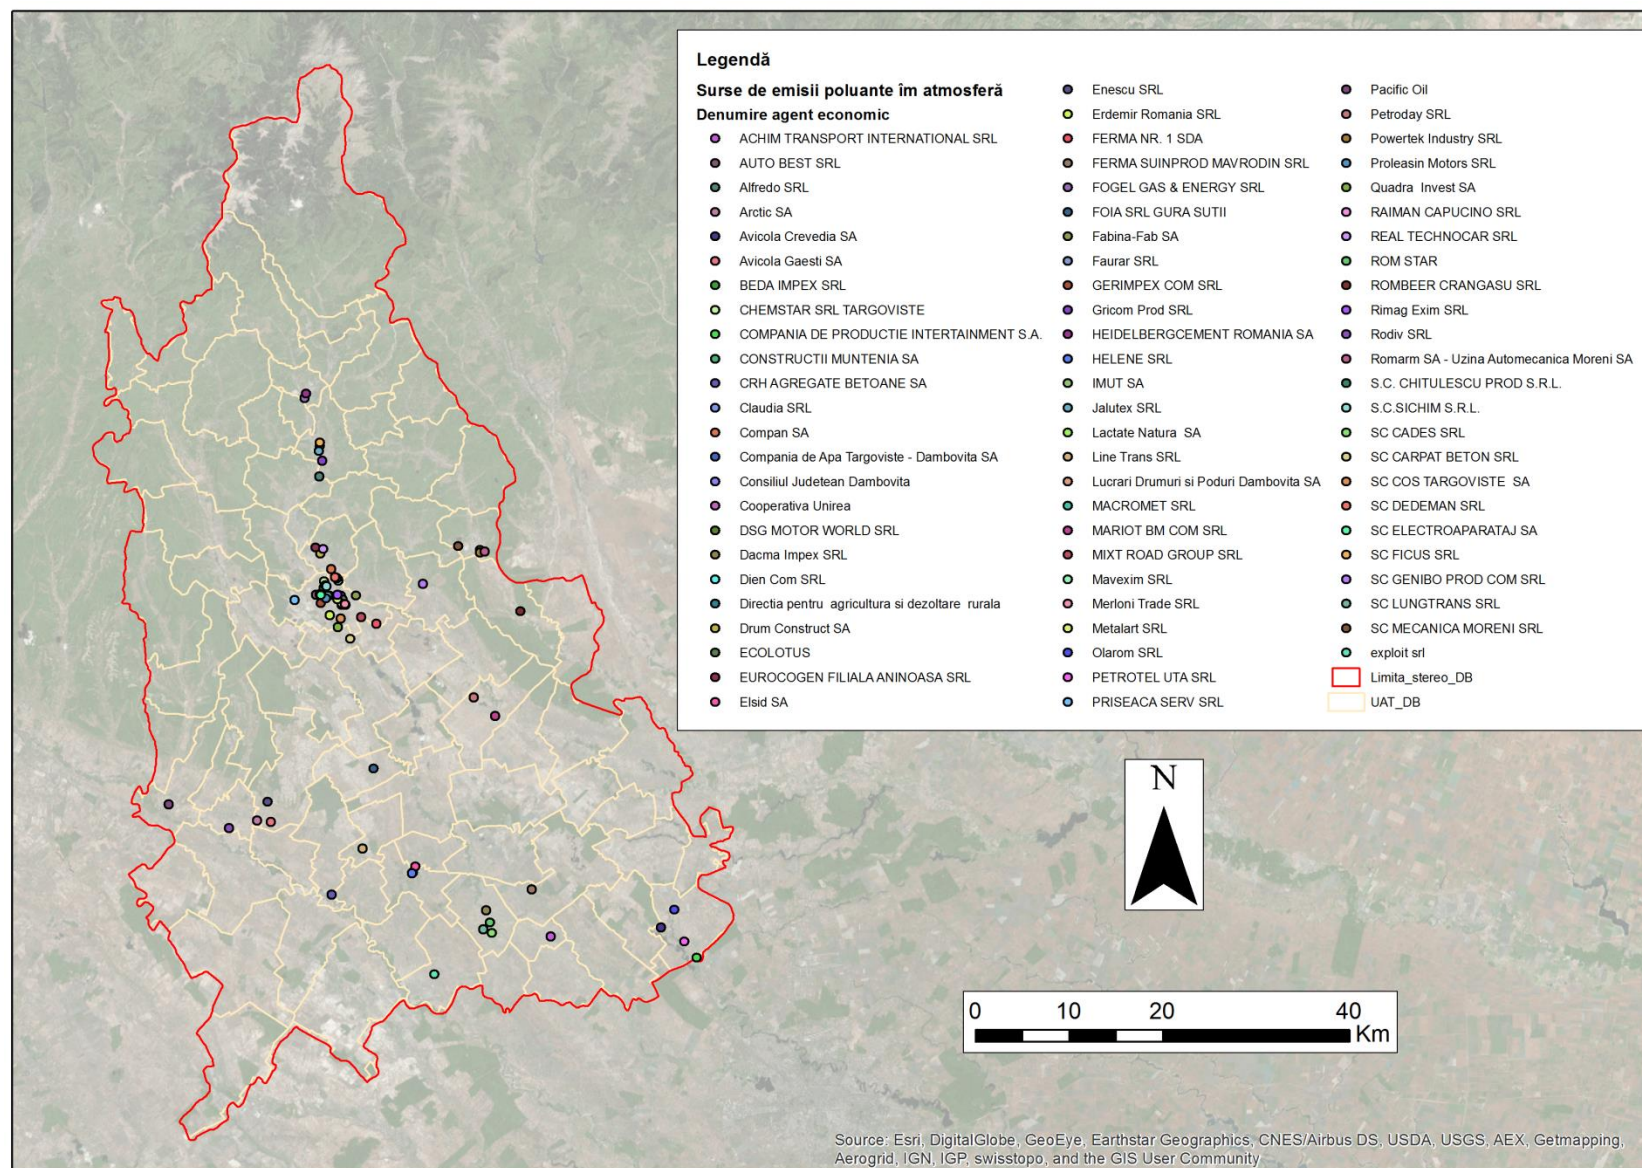 Legendă
Surse de emisii poluante îm atmosferă
Denumire agent economic
ACHIM TRANSPORT INTERNATIONAL SRL
AUTO BEST SRL
Alfredo SRL
Arctic SA
Avicola Crevedia SA
Avicola Gaesti SA
BEDA IMPEX SRL
CHEMSTAR SRL TARGOVISTE
COMPANIA DE PRODUCTIE INTERTAINMENT S.A.
CONSTRUCTII MUNTENIA SA
CRH AGREGATE BETOANE SA
Claudia SRL
Compan SA
Compania de Apa Targoviste - Dambovita SA
Consiliul Judetean Dambovita
Cooperativa Unirea
DSG MOTOR WORLD SRL
Dacma Impex SRL
Dien Com SRL
Directia pentru agricultura si dezoltare rurala
Drum Construct SA
ECOLOTUS
EUROCOGEN FILIALA ANINOASA SRL
Elsid SA
Enescu SRL
Erdemir Romania SRL
FERMA NR. 1 SDA
FERMA SUINPROD MAVRODIN SRL
FOGEL GAS & ENERGY SRL
FOIA SRL GURA SUTII
Fabina-Fab SA
Faurar SRL
GERIMPEX COM SRL
Gricom Prod SRL
HEIDELBERGCEMENT ROMANIA SA
HELENE SRL
IMUT SA
Jalutex SRL
Lactate Natura SA
Line Trans SRL
Lucrari Drumuri si Poduri Dambovita SA
MACROMET SRL
MARIOT BM COM SRL
MIXT ROAD GROUP SRL
Mavexim SRL
Merloni Trade SRL
Metalart SRL
Olarom SRL
PETROTEL UTA SRL
PRISEACA SERV SRL
Pacific Oil
Petroday SRL
Powertek Industry SRL
Proleasin Motors SRL
Quadra Invest SA
RAIMAN CAPUCINO SRL
REAL TECHNOCAR SRL
ROM STAR
ROMBEER CRANGASU SRL
Rimag Exim SRL
Rodiv SRL
Romarm SA - Uzina Automecanica Moreni SA
S.C. CHITULESCU PROD S.R.L.
S.C.SICHIM S.R.L.
SC CADES SRL
SC CARPAT BETON SRL
SC COS TARGOVISTE SA
SC DEDEMAN SRL
SC ELECTROAPARATAJ SA
SC FICUS SRL
SC GENIBO PROD COM SRL
SC LUNGTRANS SRL
SC MECANICA MORENI SRL
exploit srl
Limita_stereo_DB
UAT_DB
N
0 10 20 40
Km
Source: Esri, DigitalGlobe, GeoEye, Earthstar Geographics, CNES/Airbus DS, USDA, USGS, AEX, Getmapping,
Aerogrid, IGN, IGP, swisstopo, and the GIS User Community